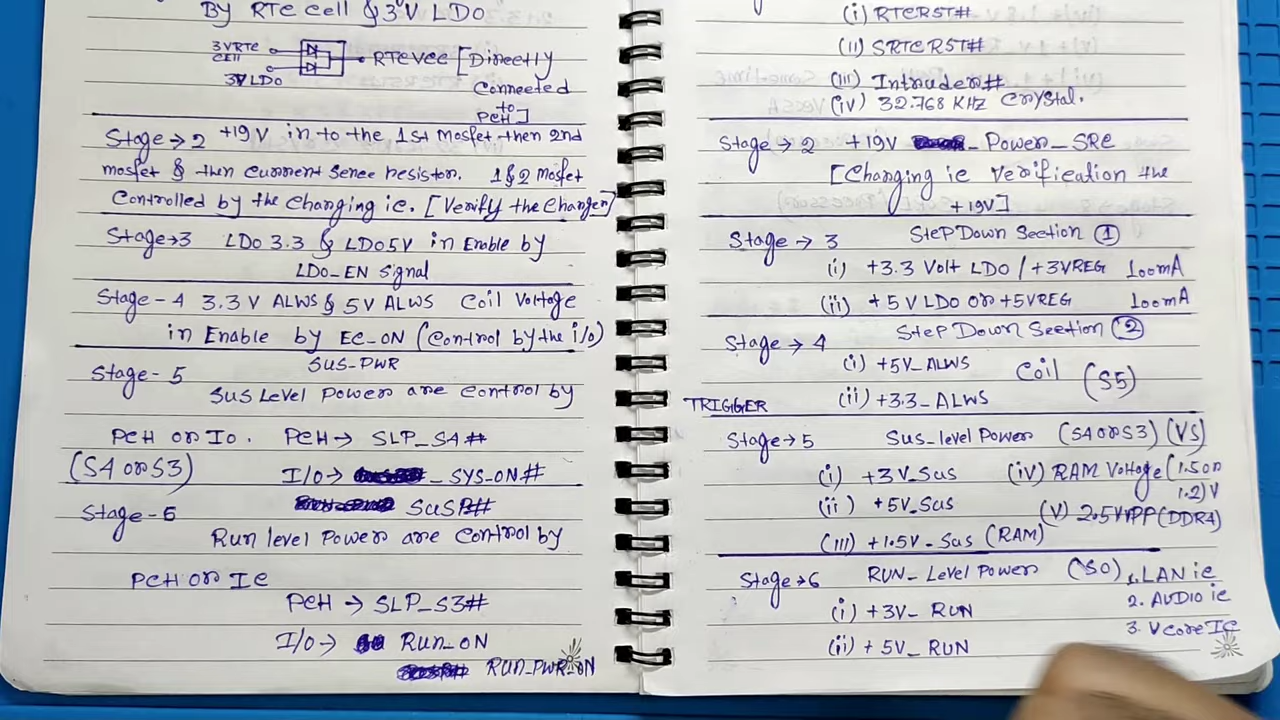 By RTC cell & 3V LDO
3VRTC
CELL
3V LDO
RTCVCC [Directly
Connected
to
PCH]
Stage→2 +19V in to the 1st Mosfet then 2nd
mosfet & then current sence resistor. 1&2 Mosfet
Controlled by the Charging ic. [Verify the Charger]
Stage→3 LDO 3.3 & LDO5V in Enable by
LDO_EN Signal
Stage-4 3.3 V ALWS & 5V ALWS Coil Voltage
in Enable by EC_ON (Control by the i/o)
Stage-5 SUS_PWR
SUS Level Power are control by
PCH or Io. PCH→ SLP_S4#
(S4 or S3) I/O→ _SYS_ON#
SUSP#
Stage-6
Run level Power are control by
PCH or IC
PCH → SLP_S3#
I/O→ Run_ON
RUN_PWR_ON
(i) RTCRST#
(ii) SRTCRST#
(iii) Intruder#
(iv) 32.768 KHZ Crystal.
Stage→2 +19V _Power_SRC
[Charging ic Verification the
+19V]
Stage→3 Step Down Section ①
(i) +3.3 Volt LDO / +3VREG 100mA
(ii) +5V LDO or +5VREG 100mA
Stage→4 Step Down Section ②
(i) +5V_ALWS Coil (S5)
(ii) +3.3_ALWS
TRIGGER
Stage→5 Sus_level Power (S4 or S3) (VS)
(i) +3V_Sus (iv) RAM Voltage (1.5 or
1.2)V
(ii) +5V_Sus (V) 2.5V VPP (DDR4)
(iii) +1.5V_Sus (RAM)
Stage→6 RUN_Level Power (S0) 1. LAN ic
2. AUDIO ic
(i) +3V_RUN
3. Vcore IC
(ii) +5V_RUN